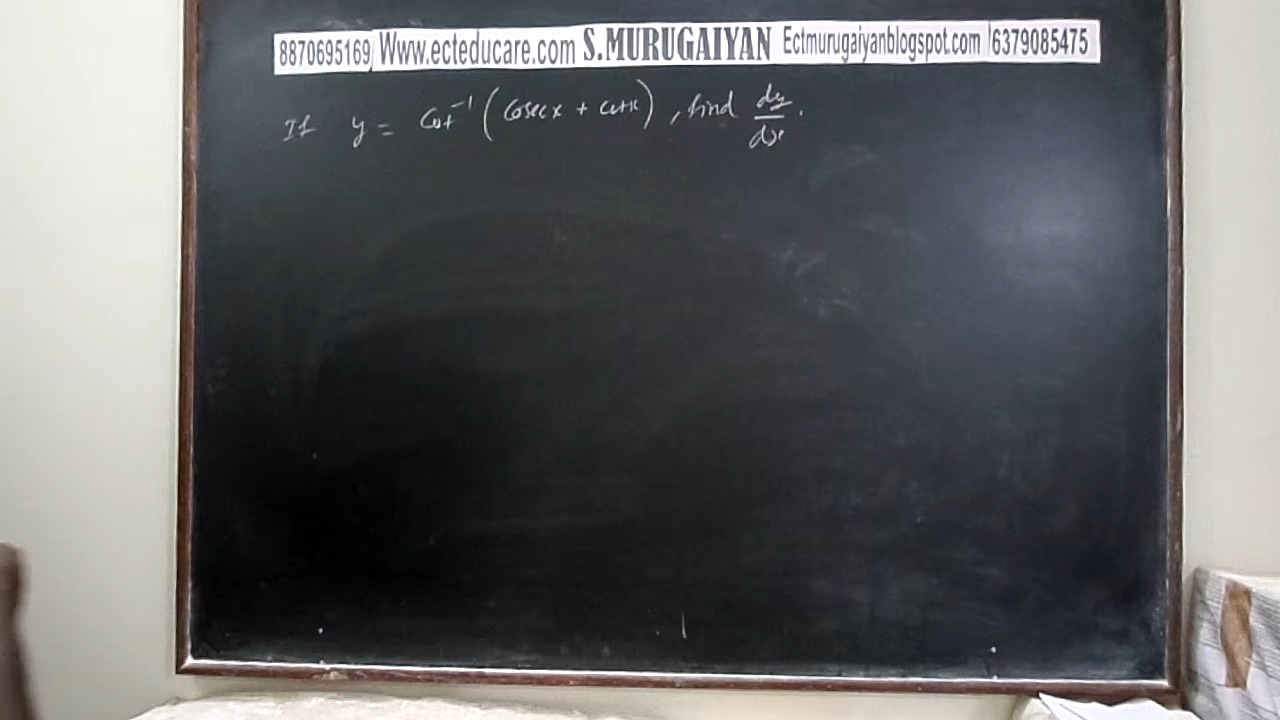 8870695169 Www.ecteducare.com S.MURUGAIYAN Ectmurugaiyanblogspot.com 6379085475
If y = Cot⁻¹ (Cosec x + Cot x), find dy/dx.